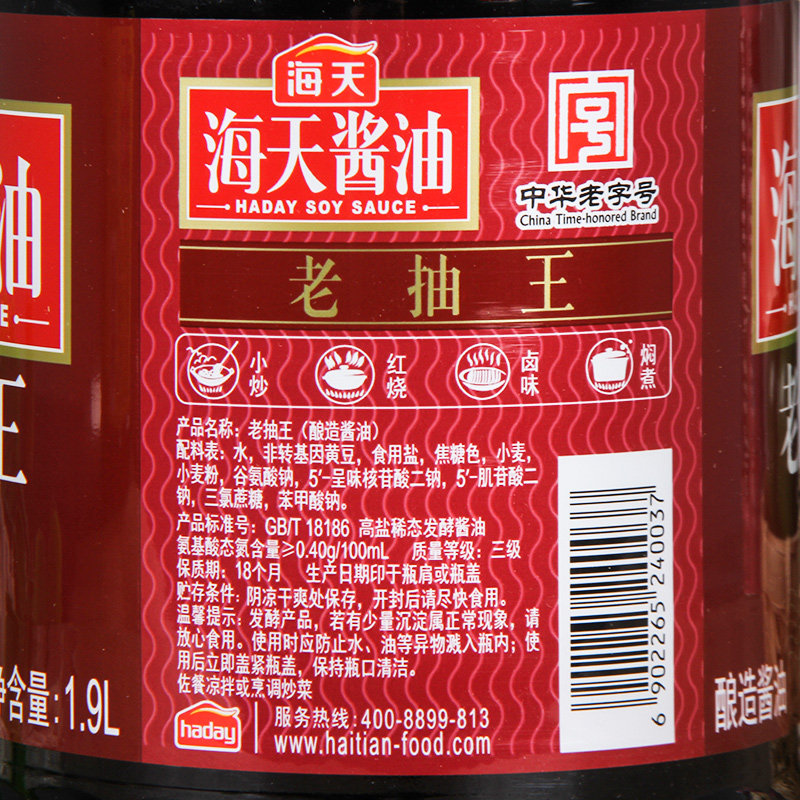 海天
海天酱油
HADAY SOY SAUCE
字号
中华老字号
China Time-honored Brand
老抽王
小炒
红烧
卤味
焖煮
产品名称：老抽王（酿造酱油）
配料表：水，非转基因黄豆，食用盐，焦糖色，小麦，
小麦粉，谷氨酸钠，5'-呈味核苷酸二钠，5'-肌苷酸二
钠，三氯蔗糖，苯甲酸钠。
产品标准号：GB/T 18186 高盐稀态发酵酱油
氨基酸态氮含量≥0.40g/100mL 质量等级：三级
保质期：18个月 生产日期印于瓶肩或瓶盖
贮存条件：阴凉干爽处保存，开封后请尽快食用。
温馨提示：发酵产品，若有少量沉淀属正常现象，请
放心食用。使用时应防止水、油等异物溅入瓶内；使
用后立即盖紧瓶盖，保持瓶口清洁。
佐餐凉拌或烹调炒菜
haday
服务热线：400-8899-813
www.haitian-food.com
6902265240037
油
E
王
净含量：1.9L
海
老
酿造酱油